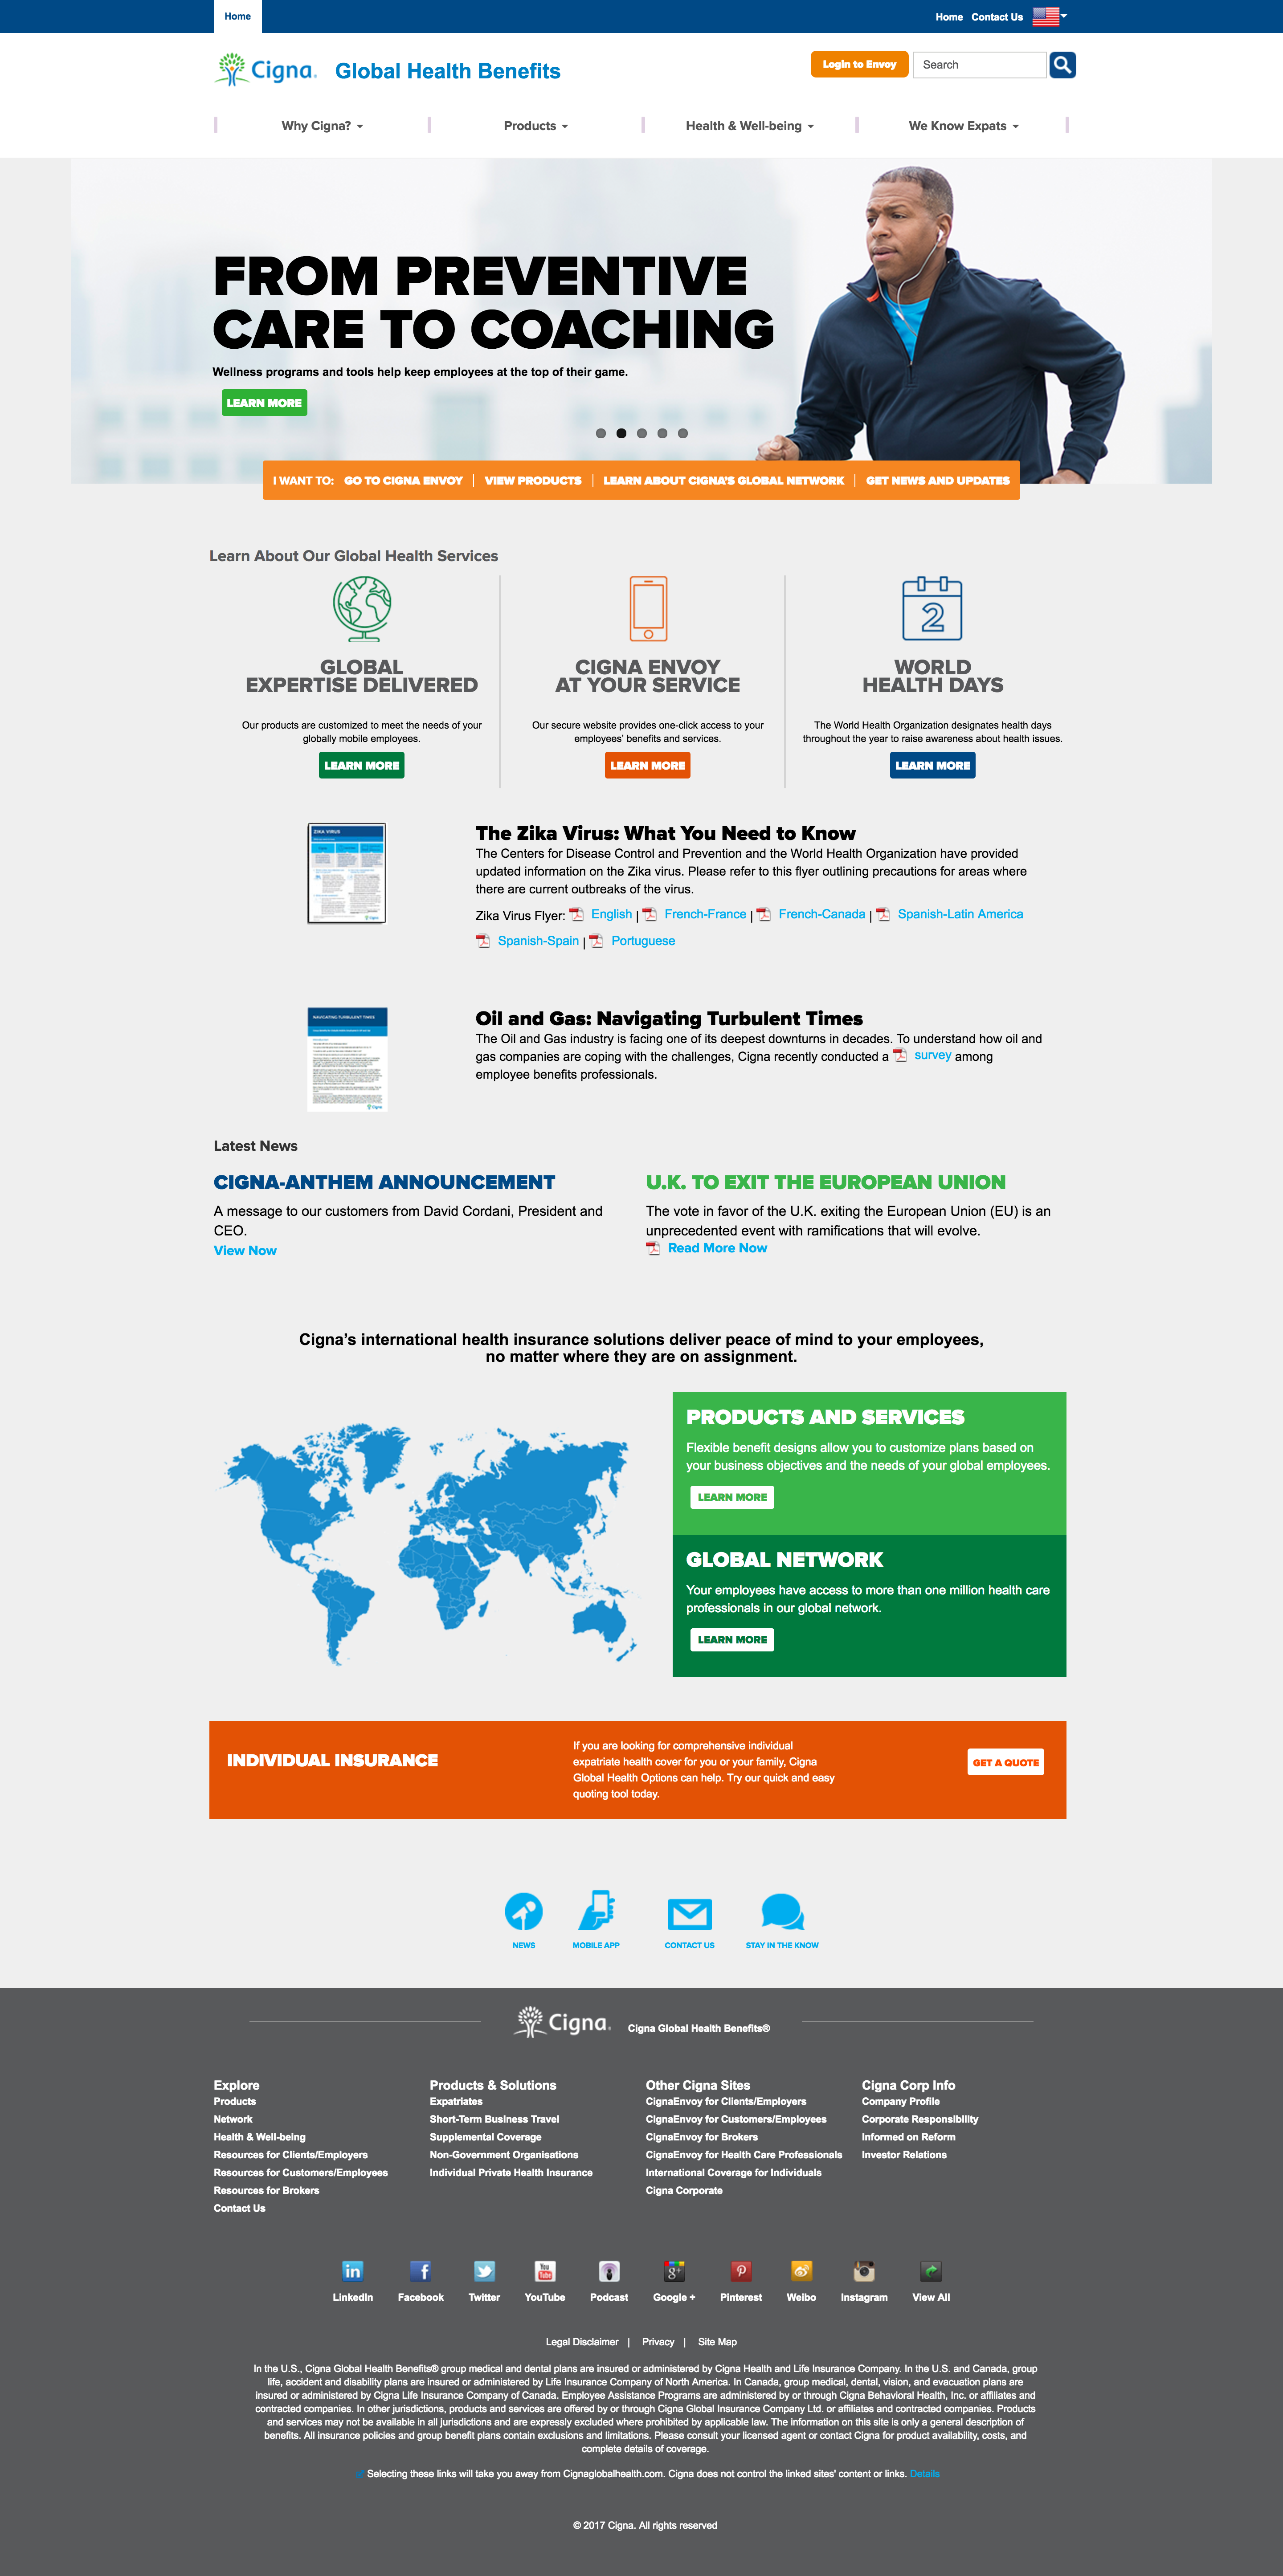 Home
Home Contact Us
Cigna. Global Health Benefits
Login to Envoy
Search
Why Cigna?
Products
Health & Well-being
We Know Expats
FROM PREVENTIVE
CARE TO COACHING
Wellness programs and tools help keep employees at the top of their game.
LEARN MORE
I WANT TO: GO TO CIGNA ENVOY | VIEW PRODUCTS | LEARN ABOUT CIGNA'S GLOBAL NETWORK | GET NEWS AND UPDATES
Learn About Our Global Health Services
GLOBAL
EXPERTISE DELIVERED
Our products are customized to meet the needs of your
globally mobile employees.
LEARN MORE
CIGNA ENVOY
AT YOUR SERVICE
Our secure website provides one-click access to your
employees' benefits and services.
LEARN MORE
2
WORLD
HEALTH DAYS
The World Health Organization designates health days
throughout the year to raise awareness about health issues.
LEARN MORE
ZIKA VIRUS
Cigna
The Zika Virus: What You Need to Know
The Centers for Disease Control and Prevention and the World Health Organization have provided
updated information on the Zika virus. Please refer to this flyer outlining precautions for areas where
there are current outbreaks of the virus.
Zika Virus Flyer: English | French-France | French-Canada | Spanish-Latin America
Spanish-Spain | Portuguese
NAVIGATING TURBULENT TIMES
Cigna
Oil and Gas: Navigating Turbulent Times
The Oil and Gas industry is facing one of its deepest downturns in decades. To understand how oil and
gas companies are coping with the challenges, Cigna recently conducted a survey among
employee benefits professionals.
Latest News
CIGNA-ANTHEM ANNOUNCEMENT
A message to our customers from David Cordani, President and
CEO.
View Now
U.K. TO EXIT THE EUROPEAN UNION
The vote in favor of the U.K. exiting the European Union (EU) is an
unprecedented event with ramifications that will evolve.
Read More Now
Cigna's international health insurance solutions deliver peace of mind to your employees,
no matter where they are on assignment.
PRODUCTS AND SERVICES
Flexible benefit designs allow you to customize plans based on
your business objectives and the needs of your global employees.
LEARN MORE
GLOBAL NETWORK
Your employees have access to more than one million health care
professionals in our global network.
LEARN MORE
INDIVIDUAL INSURANCE
If you are looking for comprehensive individual
expatriate health cover for you or your family, Cigna
Global Health Options can help. Try our quick and easy
quoting tool today.
GET A QUOTE
NEWS
MOBILE APP
CONTACT US
STAY IN THE KNOW
Cigna. Cigna Global Health Benefits®
Explore
Products
Network
Health & Well-being
Resources for Clients/Employers
Resources for Customers/Employees
Resources for Brokers
Contact Us
Products & Solutions
Expatriates
Short-Term Business Travel
Supplemental Coverage
Non-Government Organisations
Individual Private Health Insurance
Other Cigna Sites
CignaEnvoy for Clients/Employers
CignaEnvoy for Customers/Employees
CignaEnvoy for Brokers
CignaEnvoy for Health Care Professionals
International Coverage for Individuals
Cigna Corporate
Cigna Corp Info
Company Profile
Corporate Responsibility
Informed on Reform
Investor Relations
LinkedIn
Facebook
Twitter
YouTube
Podcast
Google +
Pinterest
Weibo
Instagram
View All
Legal Disclaimer | Privacy | Site Map
In the U.S., Cigna Global Health Benefits® group medical and dental plans are insured or administered by Cigna Health and Life Insurance Company. In the U.S. and Canada, group
life, accident and disability plans are insured or administered by Life Insurance Company of North America. In Canada, group medical, dental, vision, and evacuation plans are
insured or administered by Cigna Life Insurance Company of Canada. Employee Assistance Programs are administered by or through Cigna Behavioral Health, Inc. or affiliates and
contracted companies. In other jurisdictions, products and services are offered by or through Cigna Global Insurance Company Ltd. or affiliates and contracted companies. Products
and services may not be available in all jurisdictions and are expressly excluded where prohibited by applicable law. The information on this site is only a general description of
benefits. All insurance policies and group benefit plans contain exclusions and limitations. Please consult your licensed agent or contact Cigna for product availability, costs, and
complete details of coverage.
Selecting these links will take you away from Cignaglobalhealth.com. Cigna does not control the linked sites' content or links. Details
© 2017 Cigna. All rights reserved